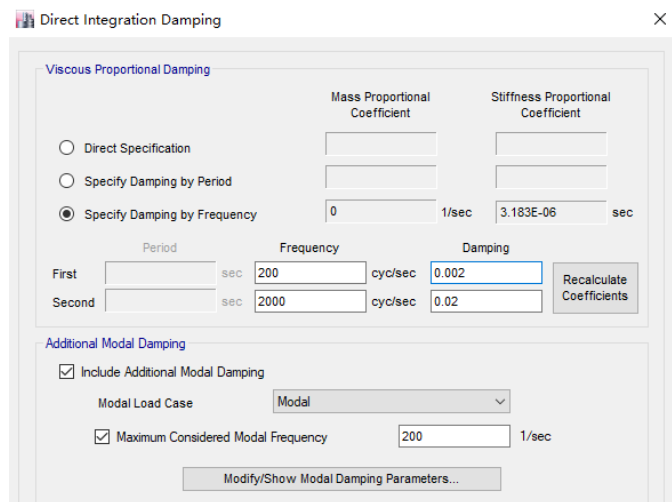 Direct Integration Damping
Viscous Proportional Damping
Mass Proportional Coefficient
Stiffness Proportional Coefficient
Direct Specification
Specify Damping by Period
Specify Damping by Frequency 0 1/sec 3.183E-06 sec
Period Frequency Damping
First sec 200 cyc/sec 0.002
Second sec 2000 cyc/sec 0.02
Recalculate Coefficients
Additional Modal Damping
Include Additional Modal Damping
Modal Load Case Modal
Maximum Considered Modal Frequency 200 1/sec
Modify/Show Modal Damping Parameters...